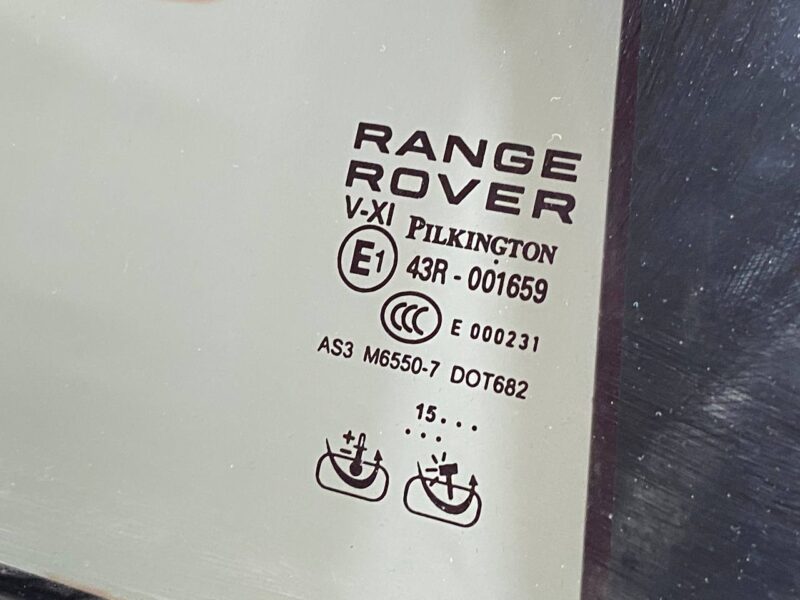 RANGE
ROVER
V-XI PILKINGTON
E1 43R - 001659
CCC E 000231
AS3 M6550-7 DOT682
15...
...
+
-